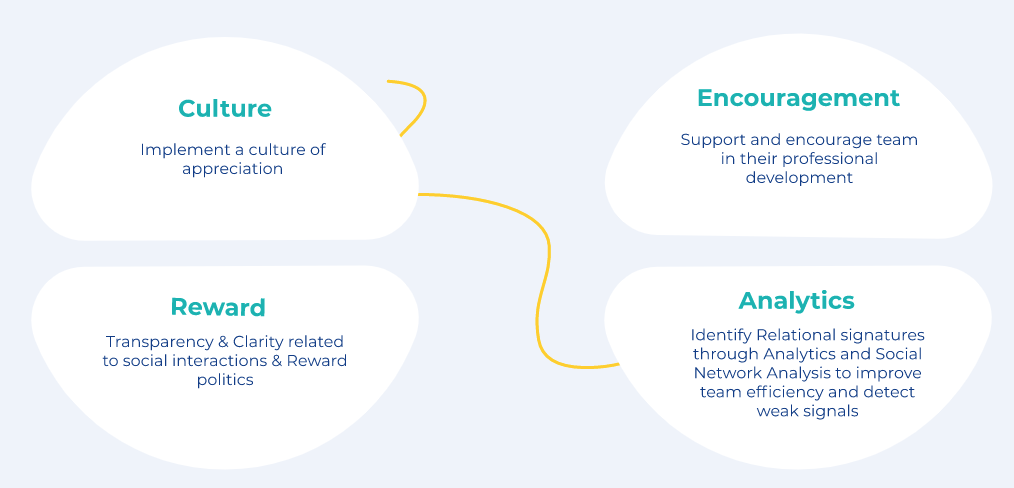 Culture
Implement a culture of
appreciation
Encouragement
Support and encourage team
in their professional
development
Reward
Transparency & Clarity related
to social interactions & Reward
politics
Analytics
Identify Relational signatures
through Analytics and Social
Network Analysis to improve
team efficiency and detect
weak signals